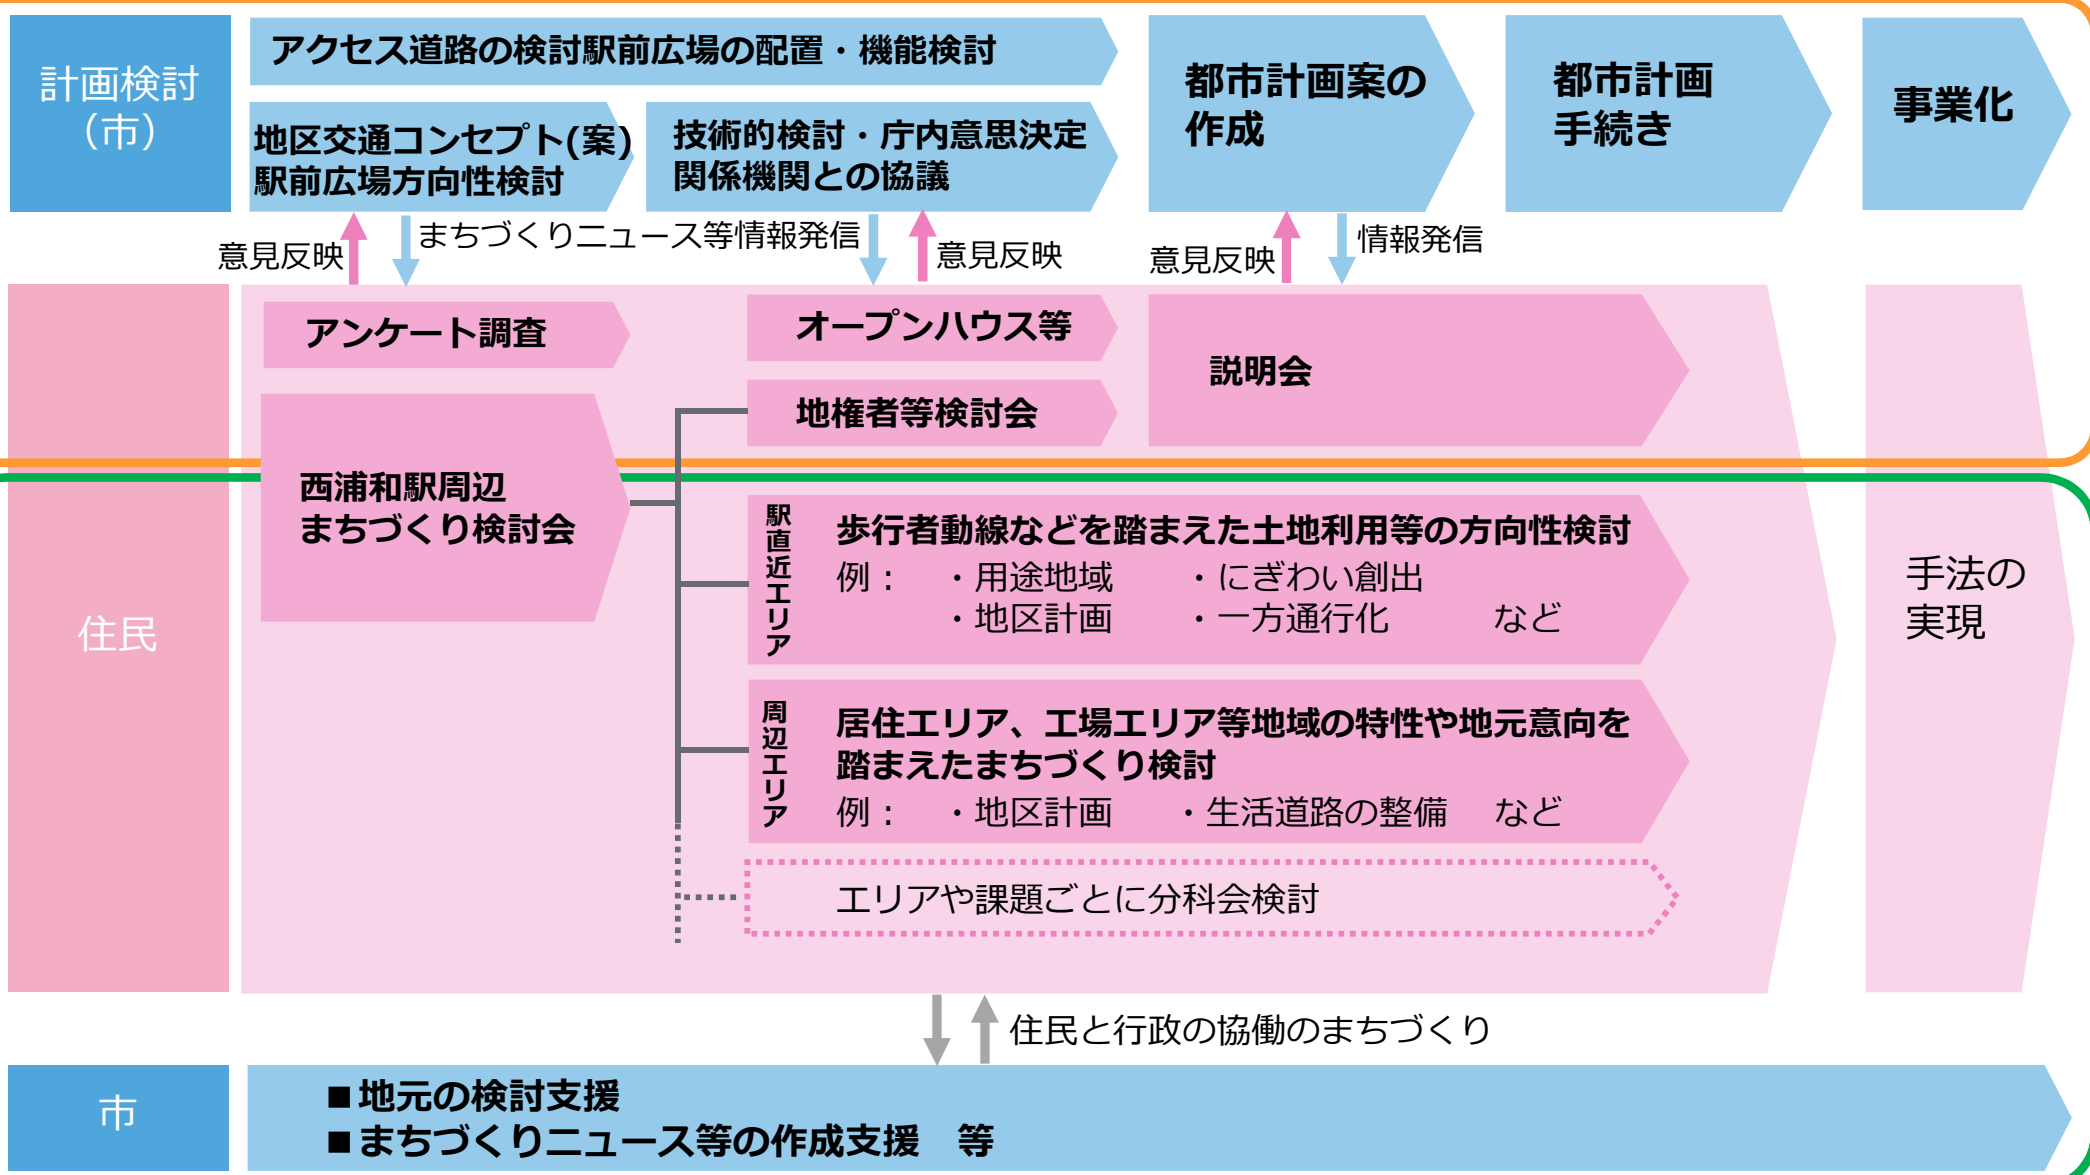 計画検討
（市）
アクセス道路の検討駅前広場の配置・機能検討
地区交通コンセプト(案)
駅前広場方向性検討
技術的検討・庁内意思決定
関係機関との協議
都市計画案の
作成
都市計画
手続き
事業化
意見反映
まちづくりニュース等情報発信
意見反映
意見反映
情報発信
住民
アンケート調査
オープンハウス等
地権者等検討会
説明会
西浦和駅周辺
まちづくり検討会
駅直近エリア
歩行者動線などを踏まえた土地利用等の方向性検討
例： ・用途地域 ・にぎわい創出
・地区計画 ・一方通行化 など
周辺エリア
居住エリア、工場エリア等地域の特性や地元意向を
踏まえたまちづくり検討
例： ・地区計画 ・生活道路の整備 など
エリアや課題ごとに分科会検討
手法の
実現
住民と行政の協働のまちづくり
市
■地元の検討支援
■まちづくりニュース等の作成支援 等